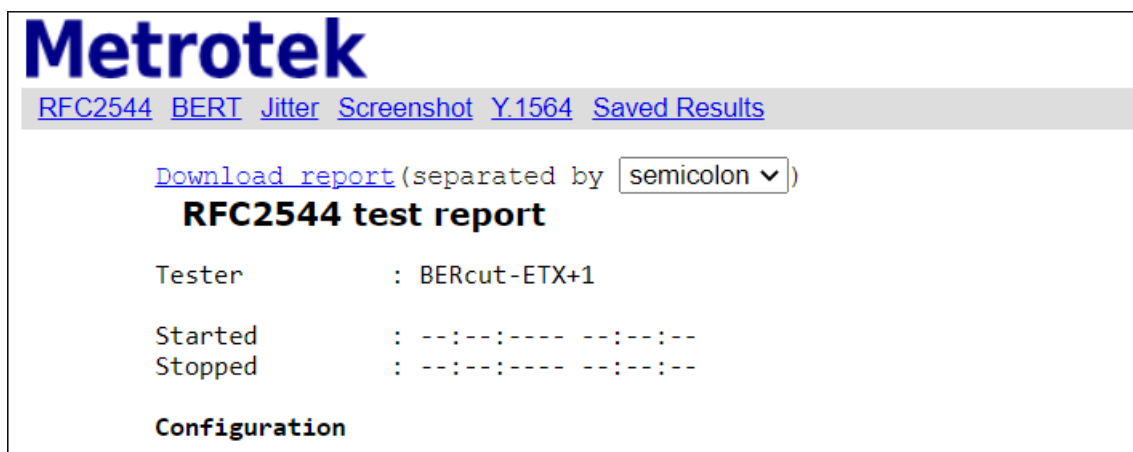 Metrotek
RFC2544 BERT Jitter Screenshot Y.1564 Saved Results
Download report(separated by semicolon)
RFC2544 test report
Tester : BERcut-ETX+1
Started : --:--:---- --:--:--
Stopped : --:--:---- --:--:--
Configuration